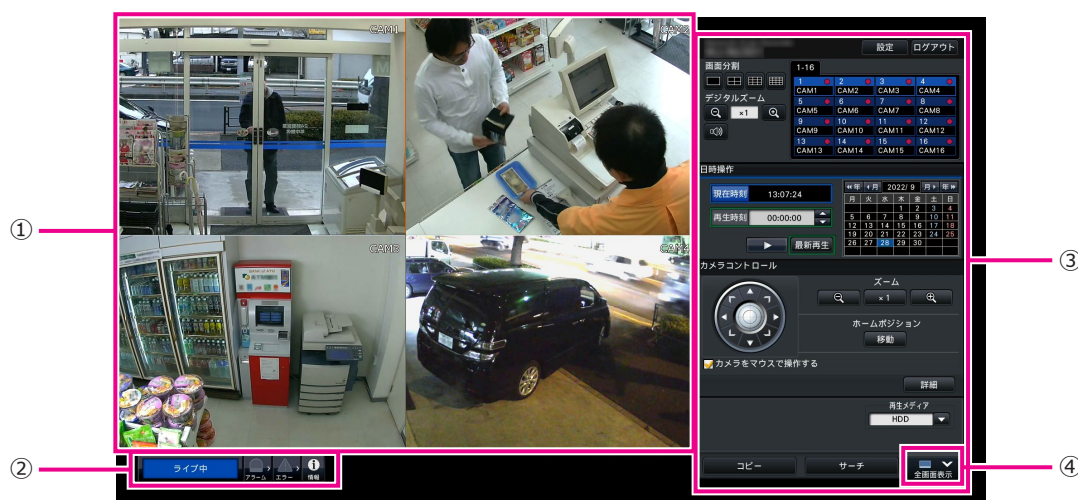 CAM1
CAM2
CAM3
①
②
ライブ中
アラーム
エラー
情報
設定 ログアウト
画面分割
デジタルズーム
×1
1-16
1 2 3 4
CAM1 CAM2 CAM3 CAM4
5 6 7 8
CAM5 CAM6 CAM7 CAM8
9 10 11 12
CAM9 CAM10 CAM11 CAM12
13 14 15 16
CAM13 CAM14 CAM15 CAM16
日時操作
現在時刻 13:07:24
再生時刻 00:00:00
最新再生
年 月 2022/ 9 月 年
月 火 水 木 金 土 日
1 2 3 4
5 6 7 8 9 10 11
12 13 14 15 16 17 18
19 20 21 22 23 24 25
26 27 28 29 30
カメラコントロール
ズーム
×1
ホームポジション
移動
カメラをマウスで操作する
詳細
再生メディア
HDD
コピー サーチ
全画面表示
③
④